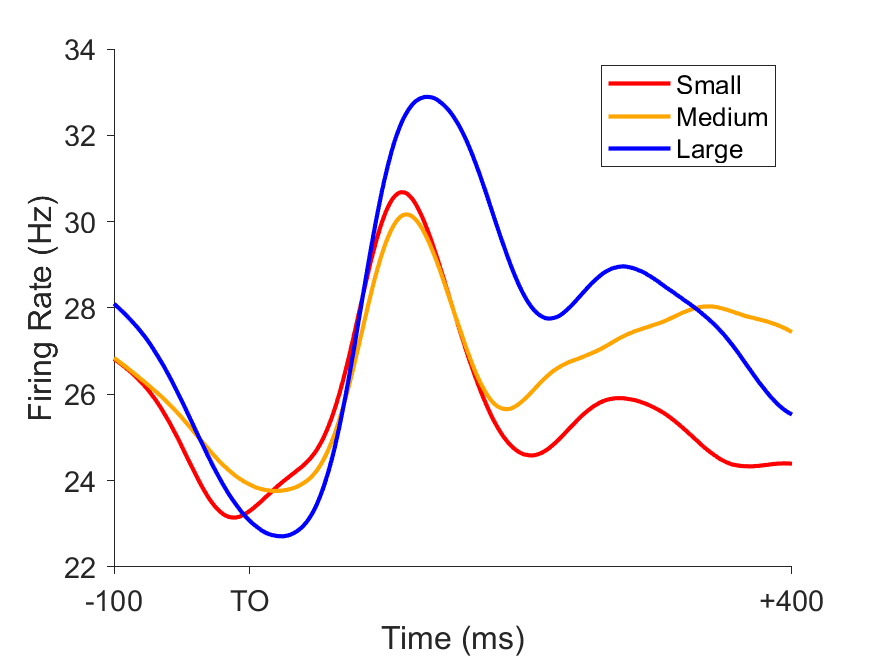 34
32
30
28
26
24
22
Firing Rate (Hz)
-100
TO
+400
Time (ms)
Small
Medium
Large